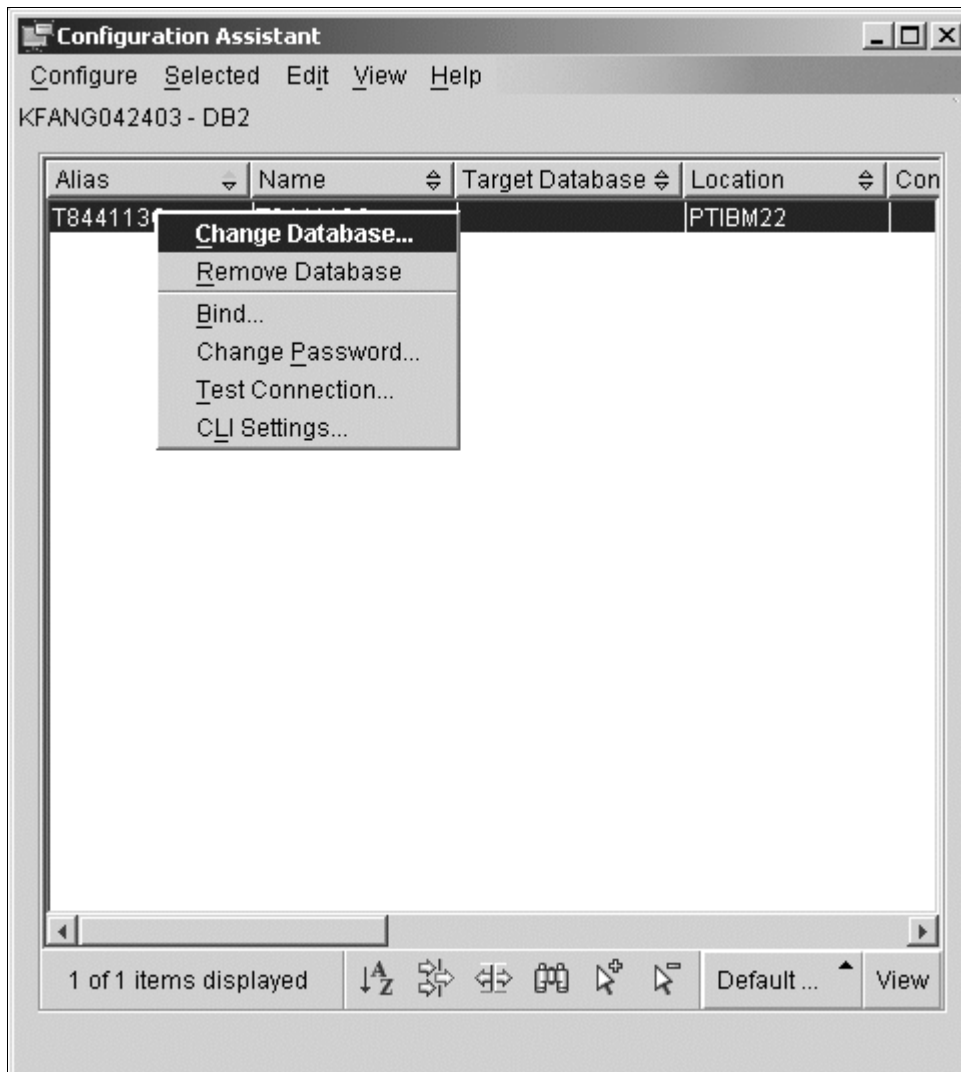 Configuration Assistant
Configure Selected Edit View Help
KFANG042403 - DB2
Alias Name Target Database Location Con
PTIBM22
Change Database...
Remove Database
Bind...
Change Password...
Test Connection...
CLI Settings...
1 of 1 items displayed Default ... View